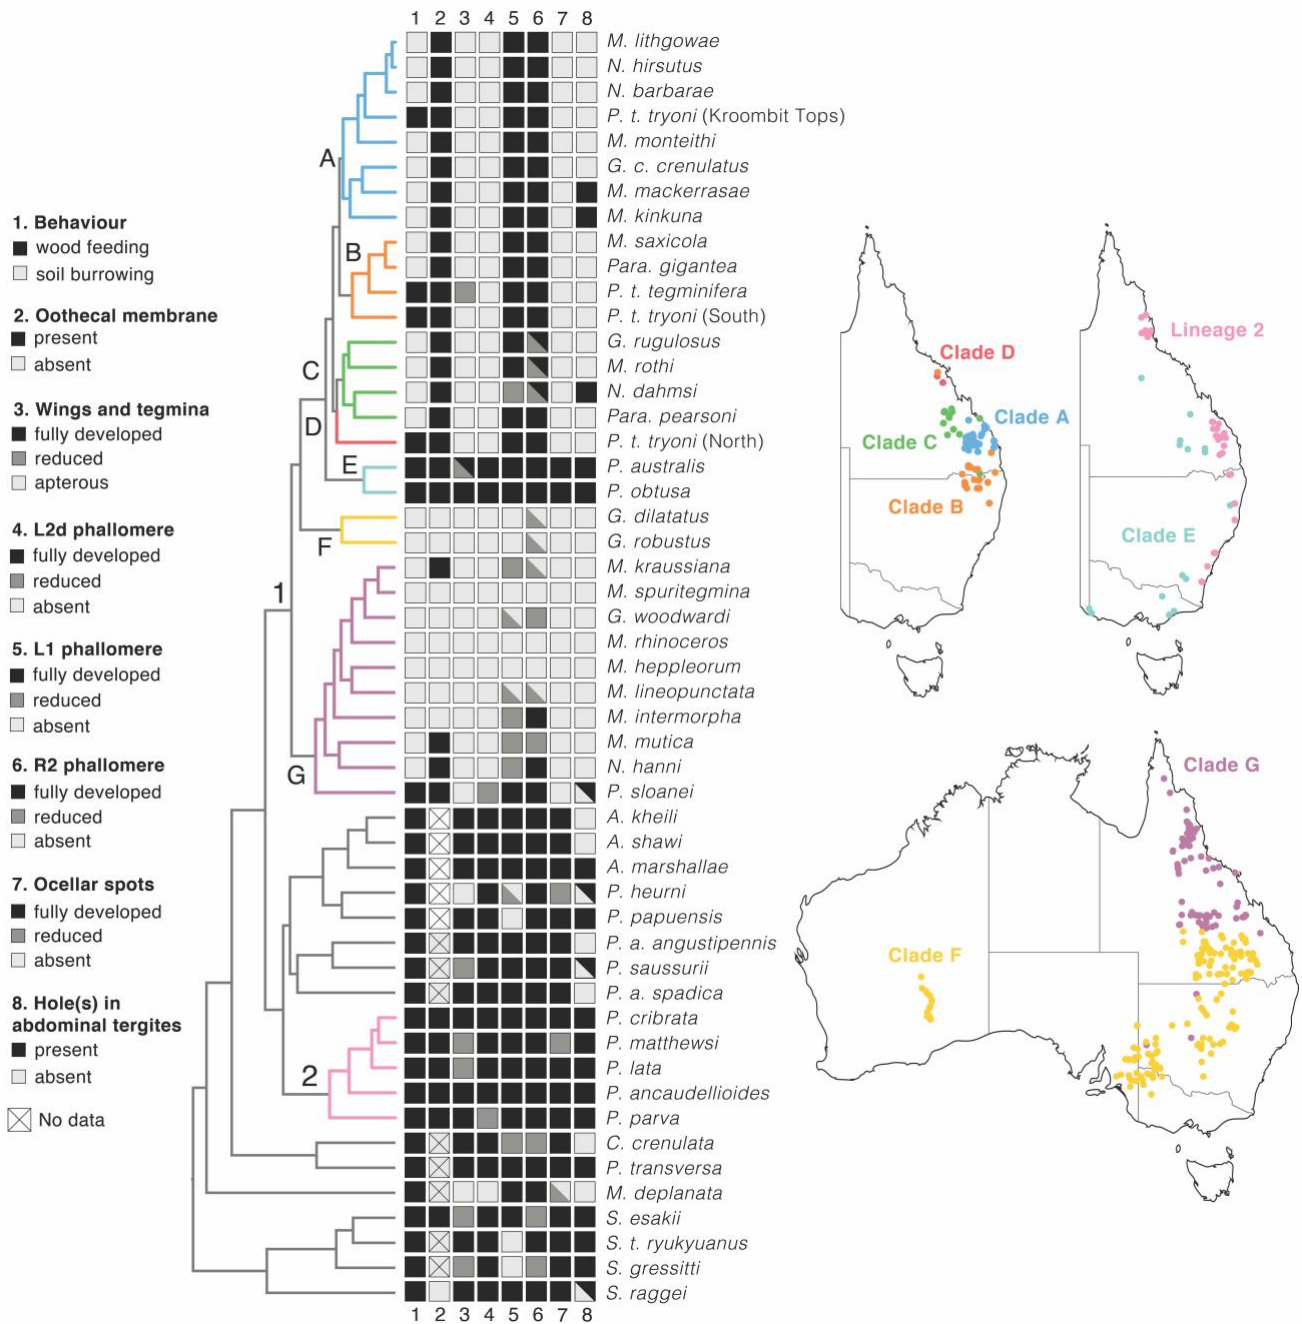 1 2 3 4 5 6 7 8
M. lithgowae
N. hirsutus
N. barbarae
P. t. tryoni (Kroombit Tops)
M. monteithi
G. c. crenulatus
M. mackerrasae
M. kinkuna
M. saxicola
Para. gigantea
P. t. tegminifera
P. t. tryoni (South)
G. rugulosus
M. rothi
N. dahmsi
Para. pearsoni
P. t. tryoni (North)
P. australis
P. obtusa
G. dilatatus
G. robustus
M. kraussiana
M. spuritegmina
G. woodwardi
M. rhinoceros
M. heppleorum
M. lineopunctata
M. intermorpha
M. mutica
N. hanni
P. sloanei
A. kheili
A. shawi
A. marshallae
P. heurni
P. papuensis
P. a. angustipennis
P. saussurii
P. a. spadica
P. cribrata
P. matthewsi
P. lata
P. ancaudellioides
P. parva
C. crenulata
P. transversa
M. deplanata
S. esakii
S. t. ryukyuanus
S. gressitti
S. raggei
1 2 3 4 5 6 7 8
A
B
C
D
E
F
1
G
2
1. Behaviour
wood feeding
soil burrowing
2. Oothecal membrane
present
absent
3. Wings and tegmina
fully developed
reduced
apterous
4. L2d phallomere
fully developed
reduced
absent
5. L1 phallomere
fully developed
reduced
absent
6. R2 phallomere
fully developed
reduced
absent
7. Ocellar spots
fully developed
reduced
absent
8. Hole(s) in
abdominal tergites
present
absent
No data
Clade D
Clade A
Clade C
Clade B
Lineage 2
Clade E
Clade G
Clade F